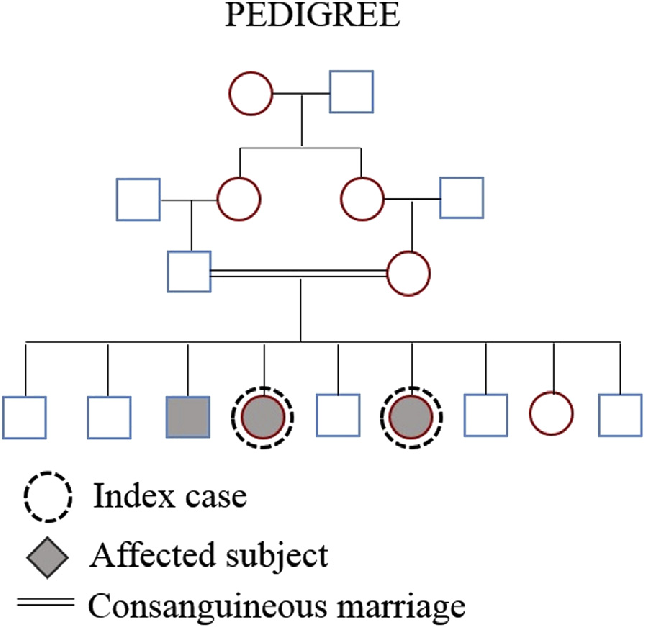 PEDIGREE
Index case
Affected subject
Consanguineous marriage